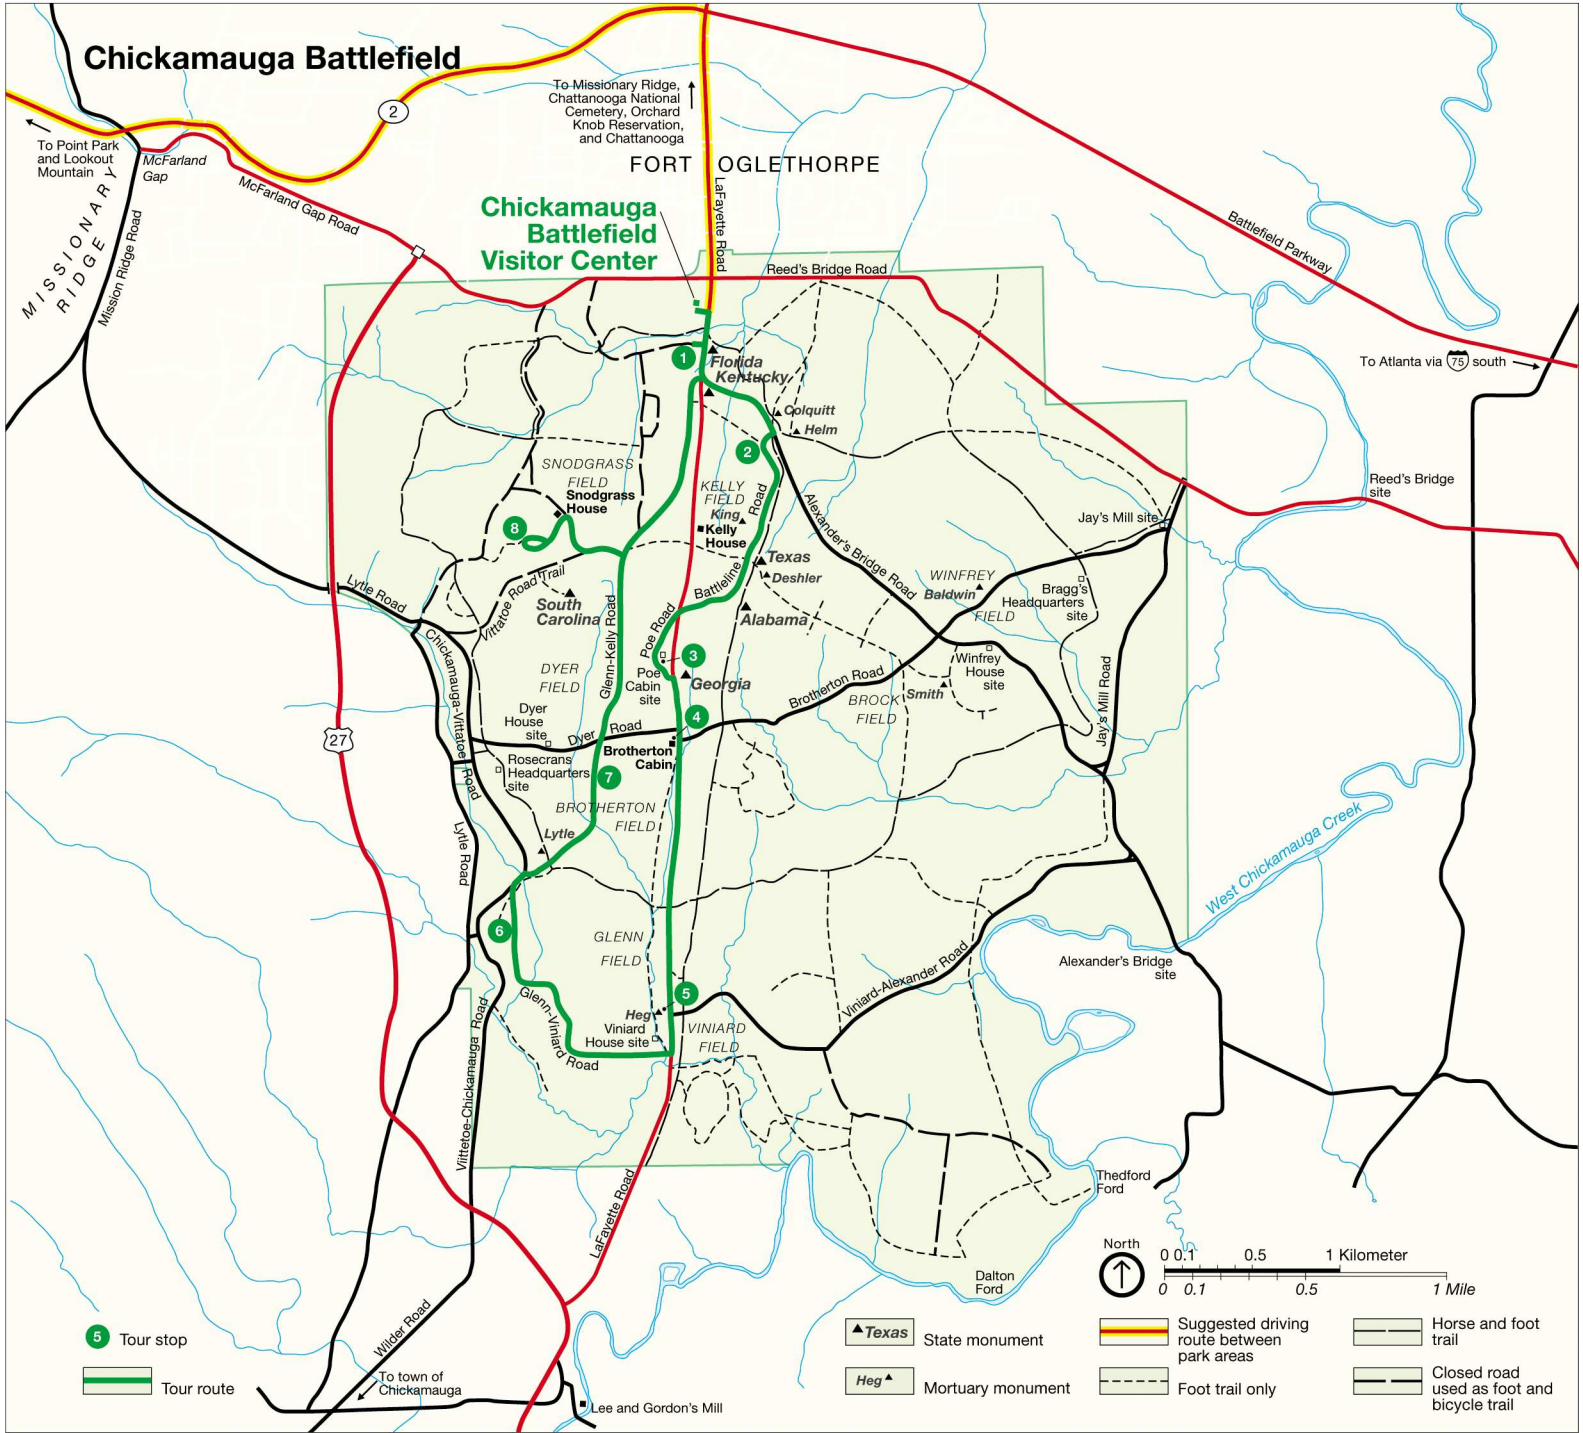 Chickamauga Battlefield
2
To Missionary Ridge,
Chattanooga National
Cemetery, Orchard
Knob Reservation,
and Chattanooga
To Point Park
and Lookout
Mountain
McFarland
Gap
FORT OGLETHORPE
McFarland Gap Road
MISSIONARY
RIDGE
Mission Ridge Road
LaFayette Road
Chickamauga
Battlefield
Visitor Center
Reed's Bridge Road
Battlefield Parkway
To Atlanta via 75 south
1
Florida
Kentucky
Colquitt
Helm
2
SNODGRASS
FIELD
Snodgrass
House
8
KELLY
FIELD
King
Kelly
House
Battleline Road
Alexander's Bridge Road
Reed's Bridge
site
Jay's Mill site
Texas
Deshler
Alabama
WINFREY
FIELD
Baldwin
Bragg's
Headquarters
site
Lytle Road
Vittatoe Road Trail
South
Carolina
Glenn-Kelly Road
Poe Road
3
Poe
Cabin
site
Georgia
Chickamauga-Vittatoe Road
DYER
FIELD
Dyer
House
site
Dyer Road
4
Brotherton
Cabin
Brotherton Road
BROCK
FIELD
Smith
Winfrey
House
site
Jay's Mill Road
27
Rosecrans
Headquarters
site
7
BROTHERTON
FIELD
Lytle
Lytle Road
West Chickamauga Creek
6
GLENN
FIELD
Alexander's Bridge
site
Viniard-Alexander Road
5
Heg
Viniard
House site
VINIARD
FIELD
Glenn-Viniard Road
Viittetoe-Chickamauga Road
LaFayette Road
Thedford
Ford
Dalton
Ford
North
0 0.1 0.5 1 Kilometer
0 0.1 0.5 1 Mile
Wilder Road
To town of
Chickamauga
Lee and Gordon's Mill
5 Tour stop
Tour route
Texas State monument
Heg Mortuary monument
Suggested driving
route between
park areas
Foot trail only
Horse and foot
trail
Closed road
used as foot and
bicycle trail